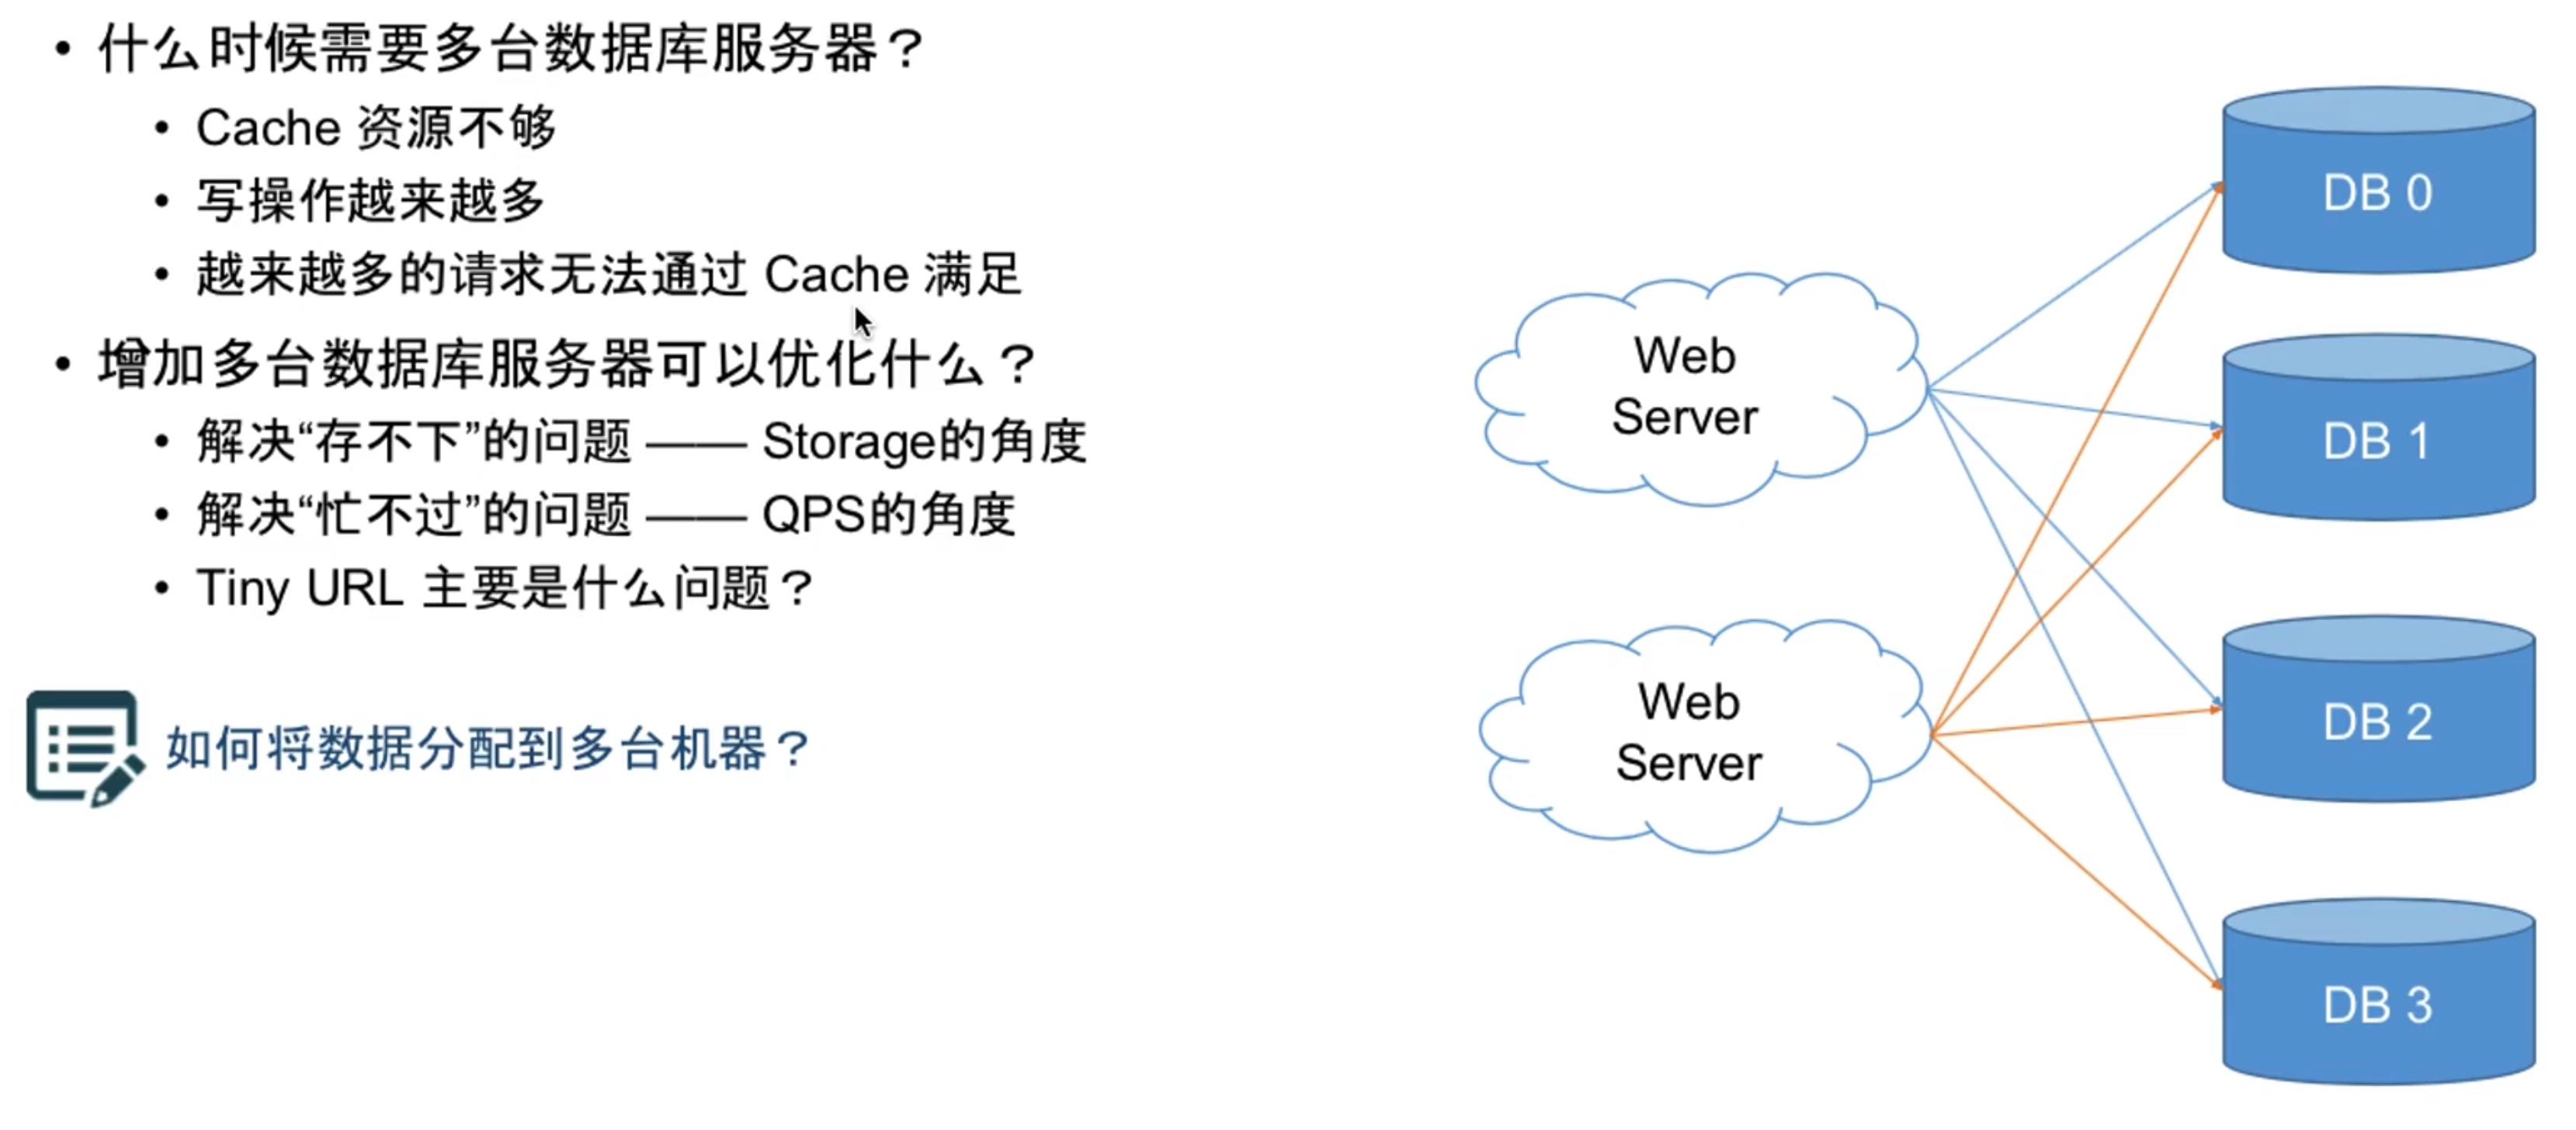 什么时候需要多台数据库服务器？
Cache 资源不够
写操作越来越多
越来越多的请求无法通过 Cache 满足
增加多台数据库服务器可以优化什么？
解决“存不下”的问题 —— Storage的角度
解决“忙不过”的问题 —— QPS的角度
Tiny URL 主要是什么问题？
如何将数据分配到多台机器？
Web
Server
Web
Server
DB 0
DB 1
DB 2
DB 3